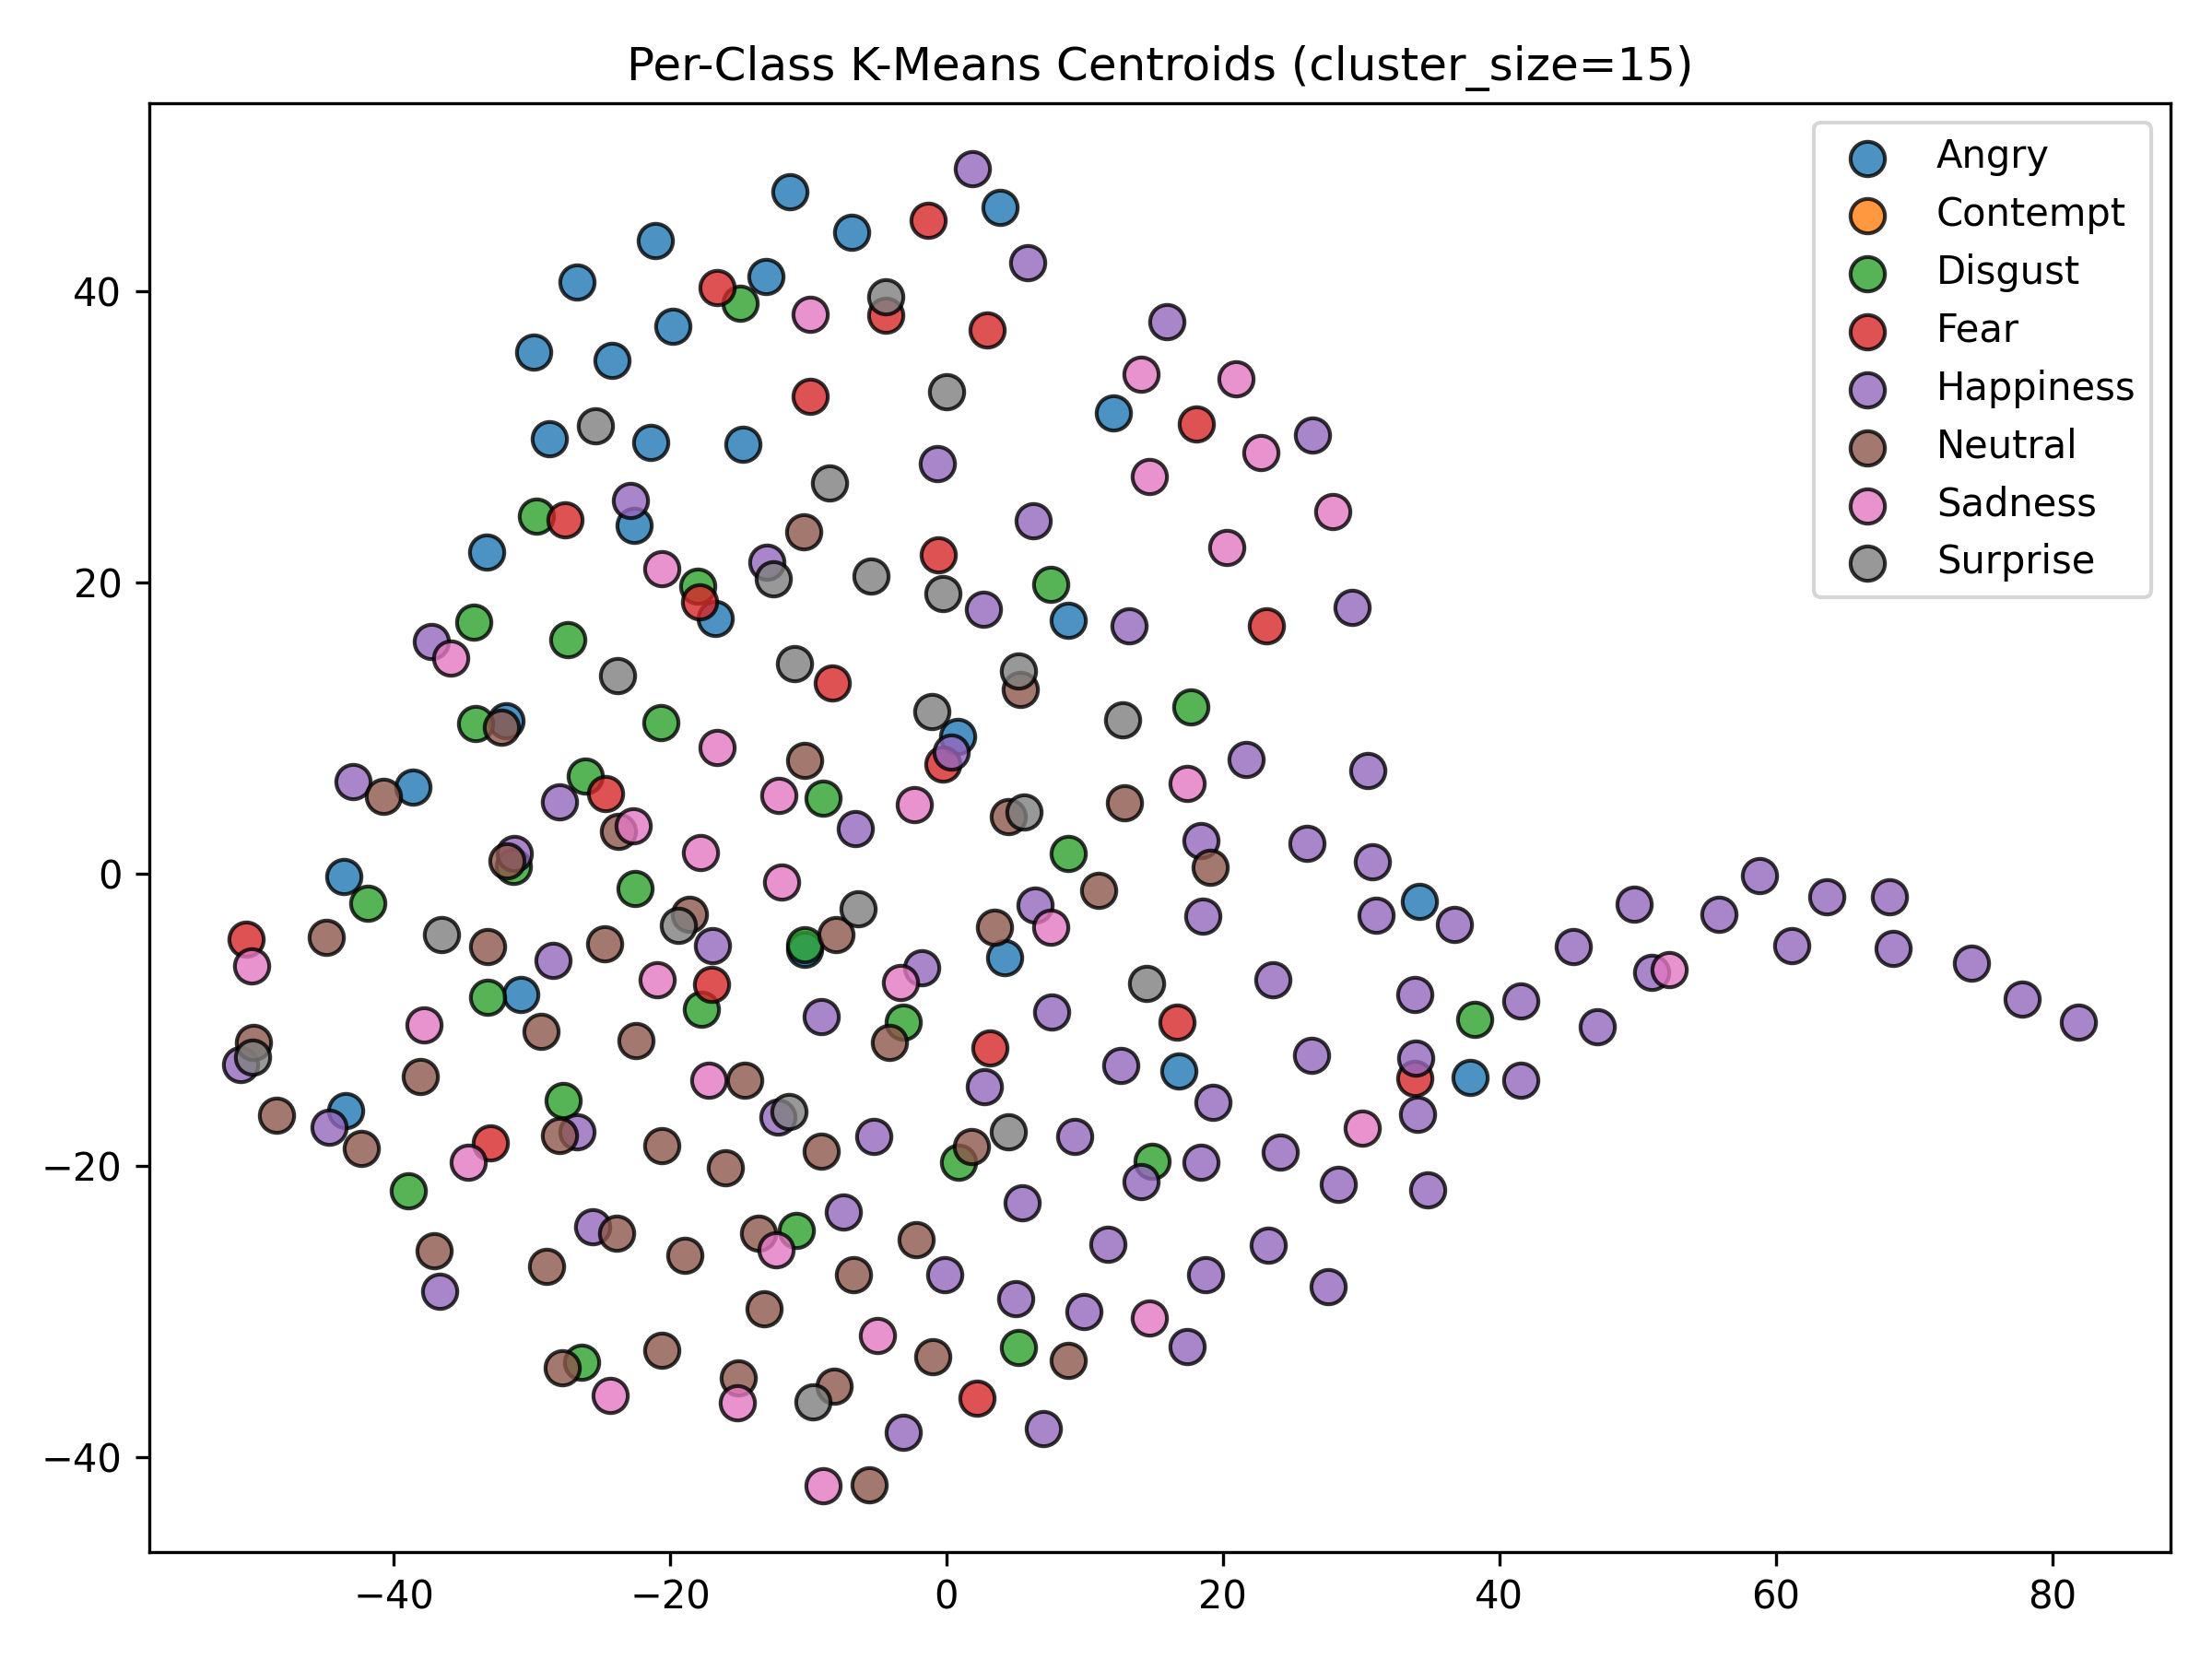 Per-Class K-Means Centroids (cluster_size=15)
Angry
Contempt
Disgust
Fear
Happiness
Neutral
Sadness
Surprise
40
20
0
−20
−40
−40 −20 0 20 40 60 80